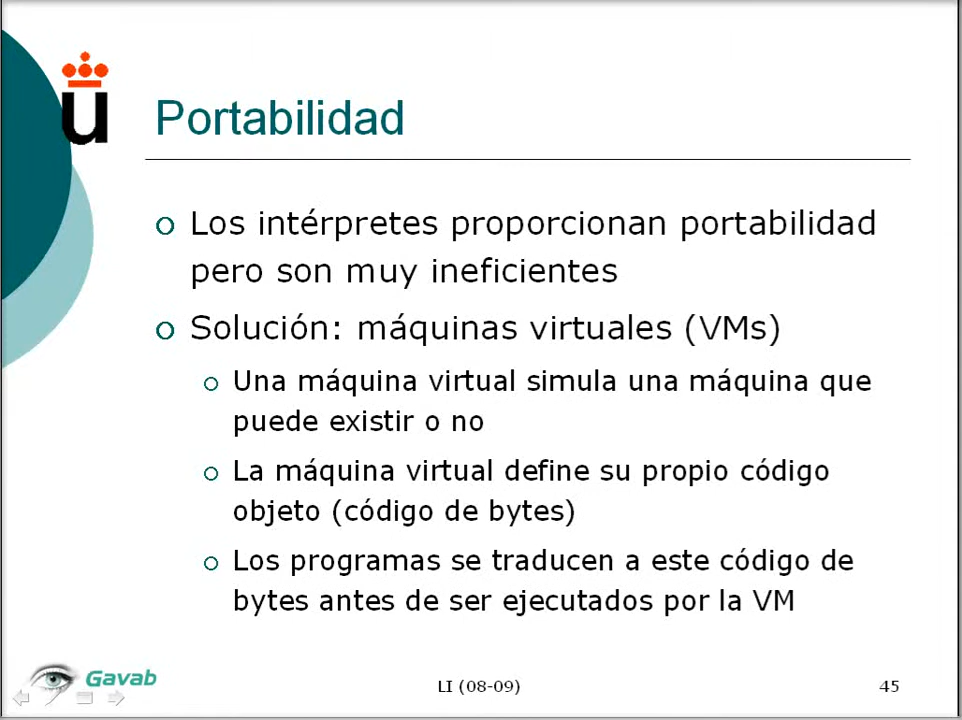 u
Portabilidad
Los intérpretes proporcionan portabilidad
pero son muy ineficientes
Solución: máquinas virtuales (VMs)
Una máquina virtual simula una máquina que
puede existir o no
La máquina virtual define su propio código
objeto (código de bytes)
Los programas se traducen a este código de
bytes antes de ser ejecutados por la VM
Gavab
LI (08-09)
45